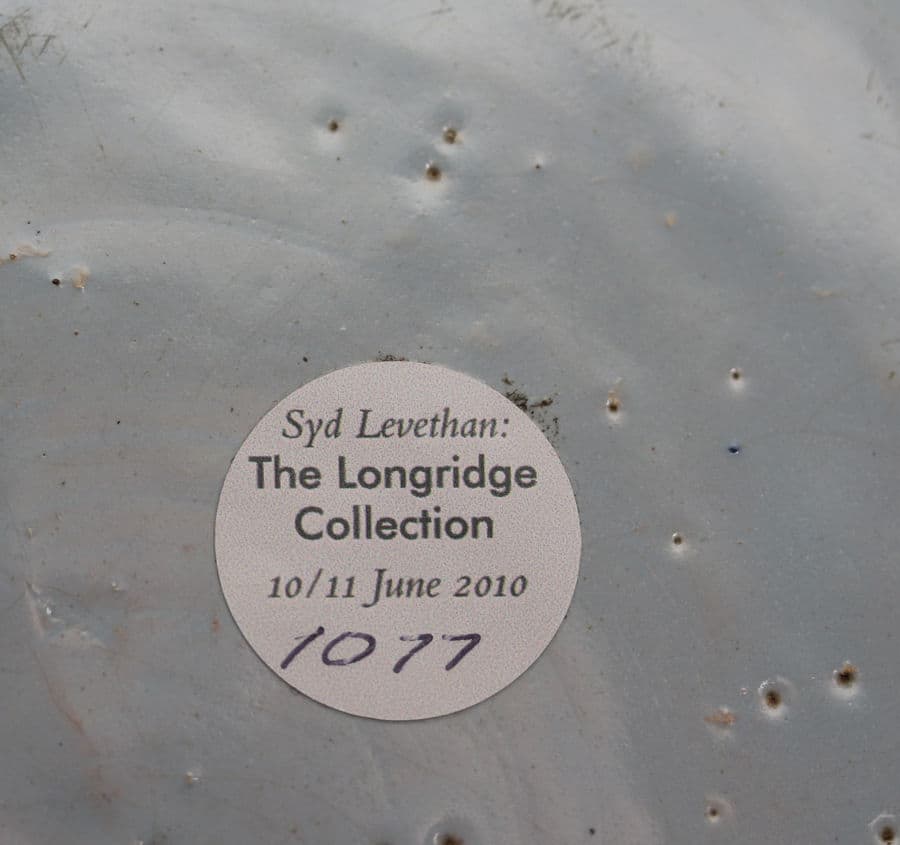 Syd Levethan:
The Longridge
Collection
10/11 June 2010
1077